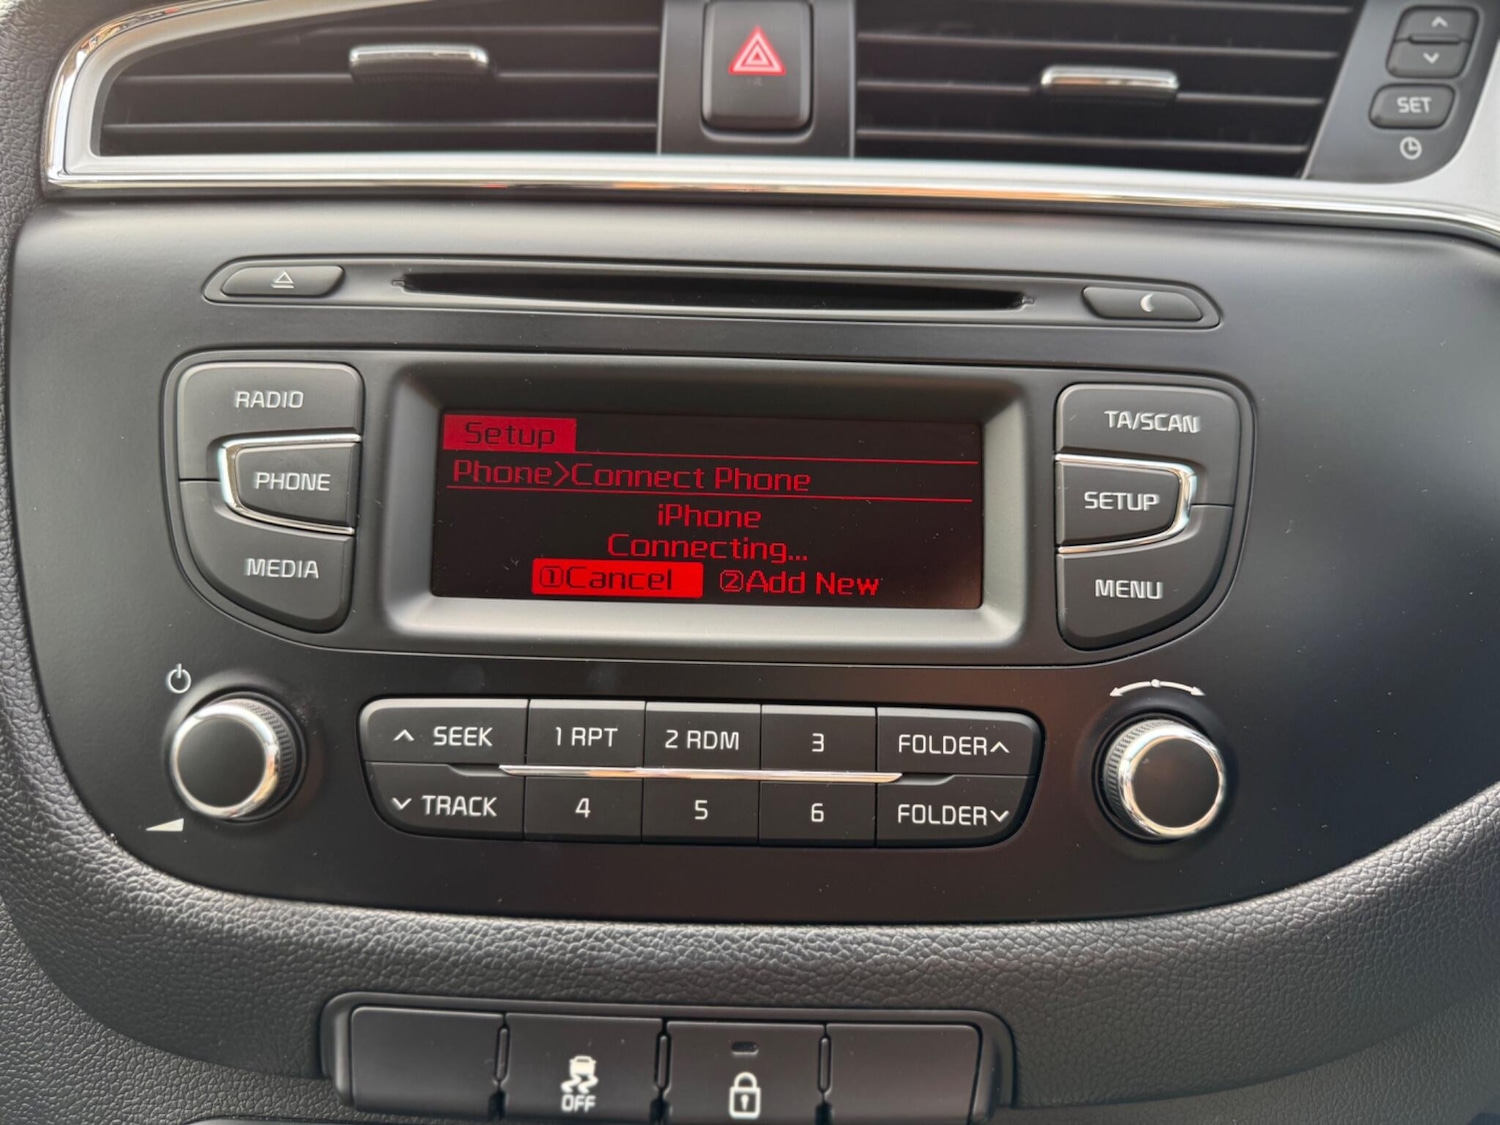 SET
RADIO
PHONE
MEDIA
Setup
Phone>Connect Phone
iPhone
Connecting...
①Cancel ②Add New
TA/SCAN
SETUP
MENU
SEEK 1 RPT 2 RDM 3 FOLDER
TRACK 4 5 6 FOLDER
OFF